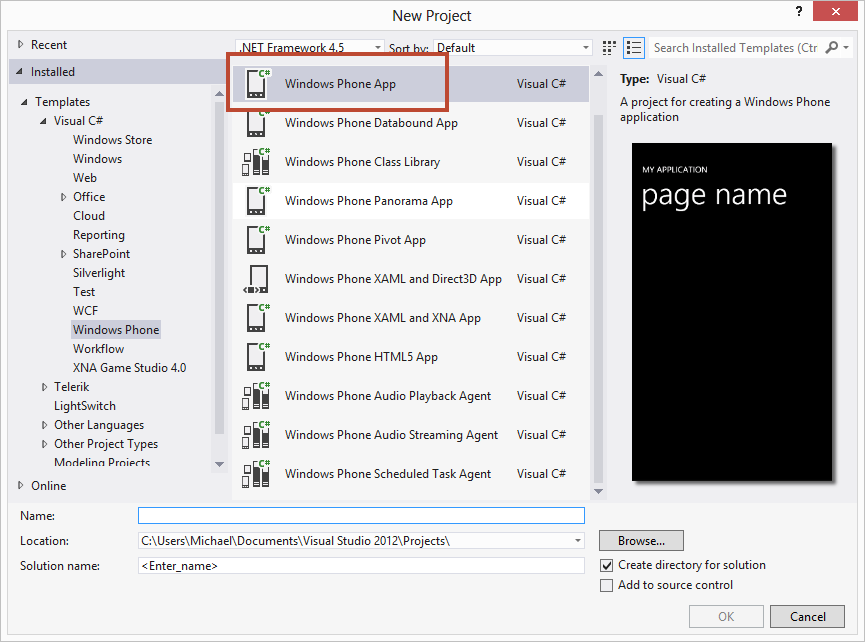 New Project
?
Recent
Installed
Templates
Visual C#
Windows Store
Windows
Web
Office
Cloud
Reporting
SharePoint
Silverlight
Test
WCF
Windows Phone
Workflow
XNA Game Studio 4.0
Telerik
LightSwitch
Other Languages
Other Project Types
Modeling Projects
Online
.NET Framework 4.5 Sort by: Default
Search Installed Templates (Ctr
C# Windows Phone App Visual C#
C# Windows Phone Databound App Visual C#
C# Windows Phone Class Library Visual C#
C# Windows Phone Panorama App Visual C#
C# Windows Phone Pivot App Visual C#
Windows Phone XAML and Direct3D App Visual C#
C# Windows Phone XAML and XNA App Visual C#
C# Windows Phone HTML5 App Visual C#
C# Windows Phone Audio Playback Agent Visual C#
C# Windows Phone Audio Streaming Agent Visual C#
C# Windows Phone Scheduled Task Agent Visual C#
Type: Visual C#
A project for creating a Windows Phone
application
MY APPLICATION
page name
Name:
Location: C:\Users\Michael\Documents\Visual Studio 2012\Projects\ Browse...
Solution name: <Enter_name>
Create directory for solution
Add to source control
OK Cancel